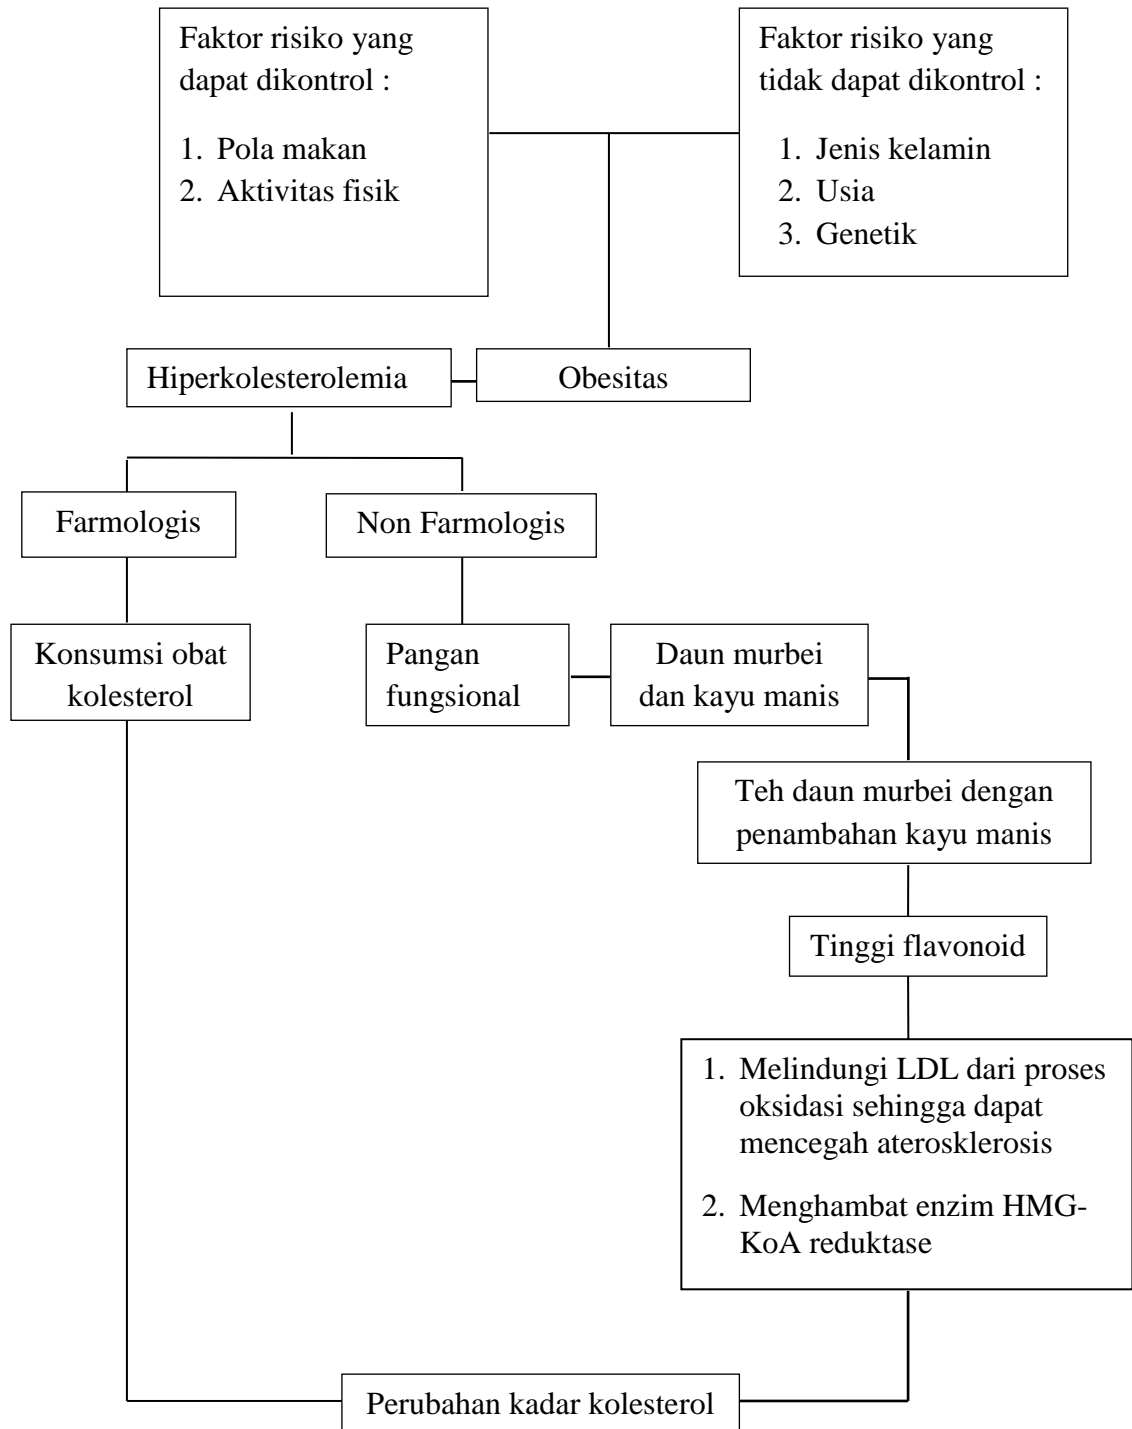 Faktor risiko yang
dapat dikontrol :
1. Pola makan
2. Aktivitas fisik
Faktor risiko yang
tidak dapat dikontrol :
1. Jenis kelamin
2. Usia
3. Genetik
Hiperkolesterolemia
Obesitas
Farmologis
Non Farmologis
Konsumsi obat
kolesterol
Pangan
fungsional
Daun murbei
dan kayu manis
Teh daun murbei dengan
penambahan kayu manis
Tinggi flavonoid
1. Melindungi LDL dari proses
oksidasi sehingga dapat
mencegah aterosklerosis
2. Menghambat enzim HMG-
KoA reduktase
Perubahan kadar kolesterol